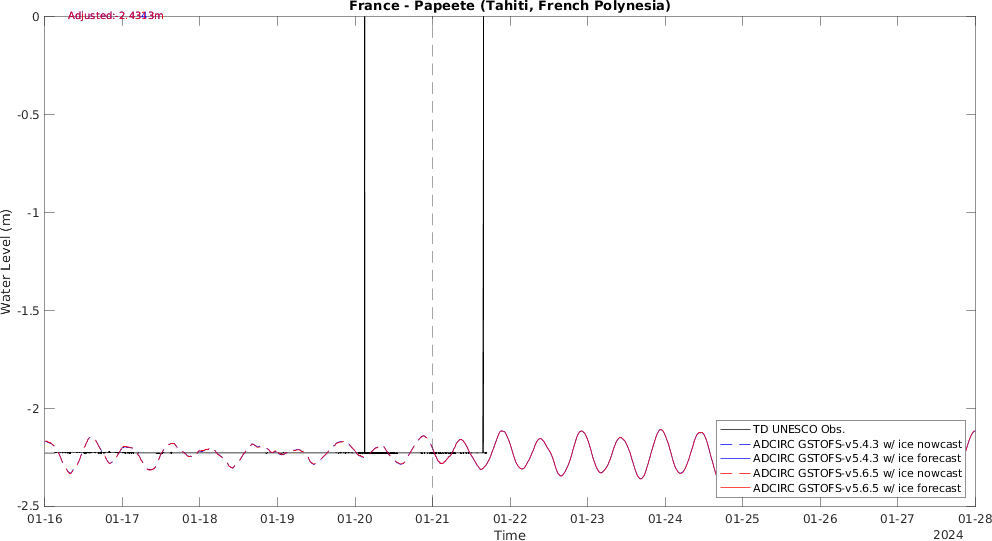 France - Papeete (Tahiti, French Polynesia)
Water Level (m)
0
-0.5
-1
-1.5
-2
-2.5
TD UNESCO Obs.
ADCIRC GSTOFS-v5.4.3 w/ ice nowcast
ADCIRC GSTOFS-v5.4.3 w/ ice forecast
ADCIRC GSTOFS-v5.6.5 w/ ice nowcast
ADCIRC GSTOFS-v5.6.5 w/ ice forecast
01-16 01-17 01-18 01-19 01-20 01-21 01-22 01-23 01-24 01-25 01-26 01-27 01-28
Time
2024